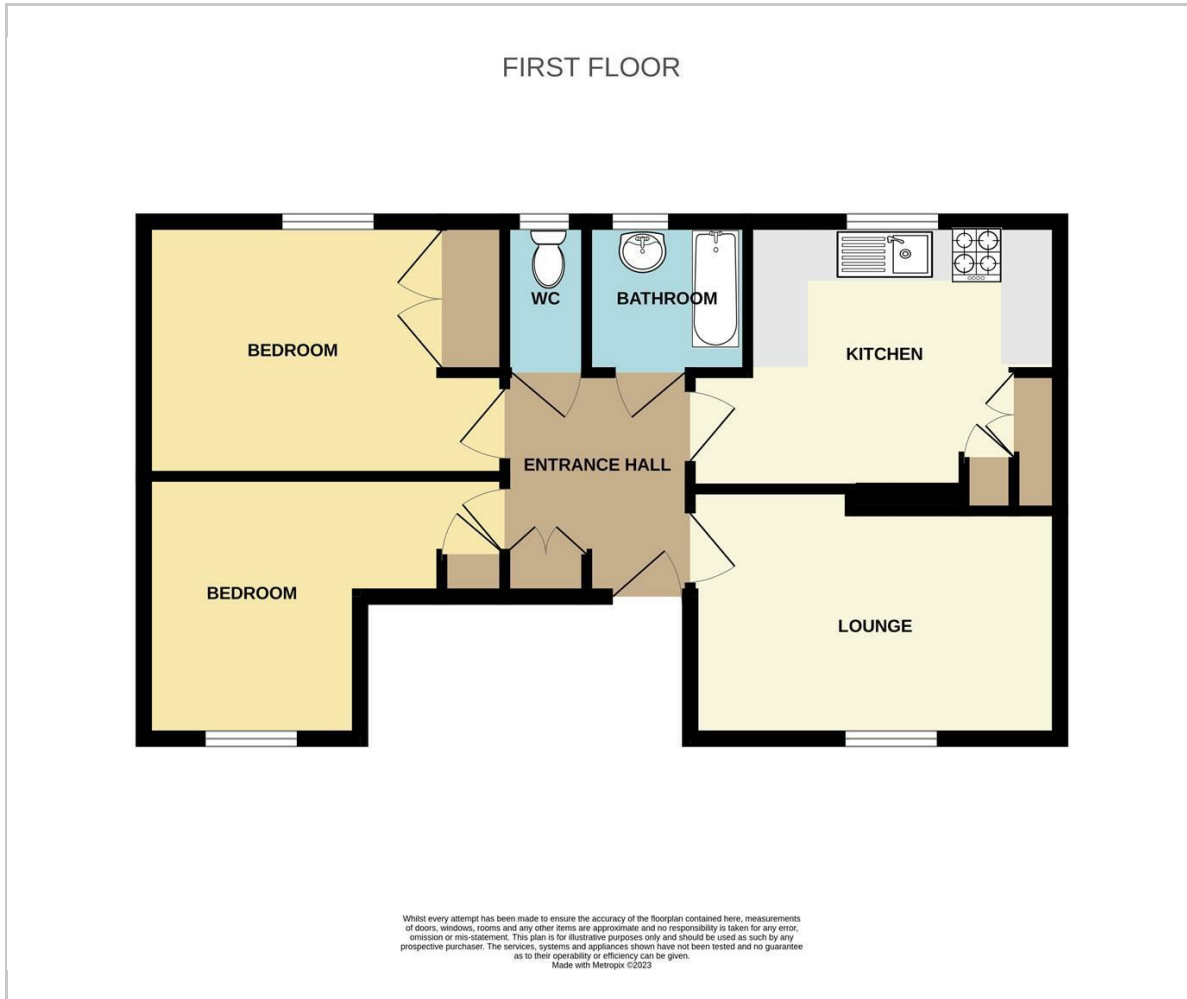 FIRST FLOOR
WC
BATHROOM
BEDROOM
KITCHEN
ENTRANCE HALL
BEDROOM
LOUNGE
Whilst every attempt has been made to ensure the accuracy of the floorplan contained here, measurements
of doors, windows, rooms and any other items are approximate and no responsibility is taken for any error,
omission or mis-statement. This plan is for illustrative purposes only and should be used as such by any
prospective purchaser. The services, systems and appliances shown have not been tested and no guarantee
as to their operability or efficiency can be given.
Made with Metropix ©2023